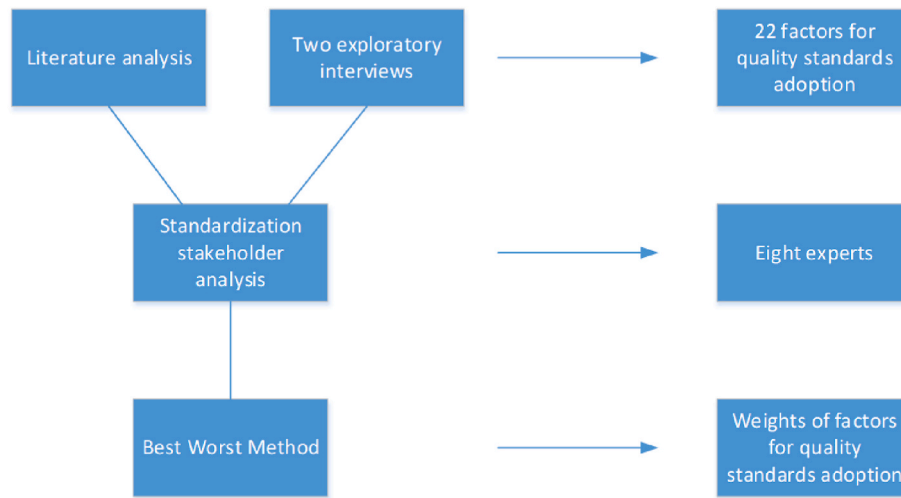 Literature analysis
Two exploratory
interviews
22 factors for
quality standards
adoption
Standardization
stakeholder
analysis
Eight experts
Best Worst Method
Weights of factors
for quality
standards adoption